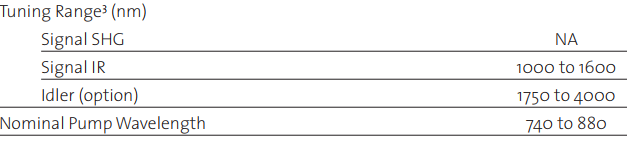 Tuning Range³ (nm)
Signal SHG NA
Signal IR 1000 to 1600
Idler (option) 1750 to 4000
Nominal Pump Wavelength 740 to 880